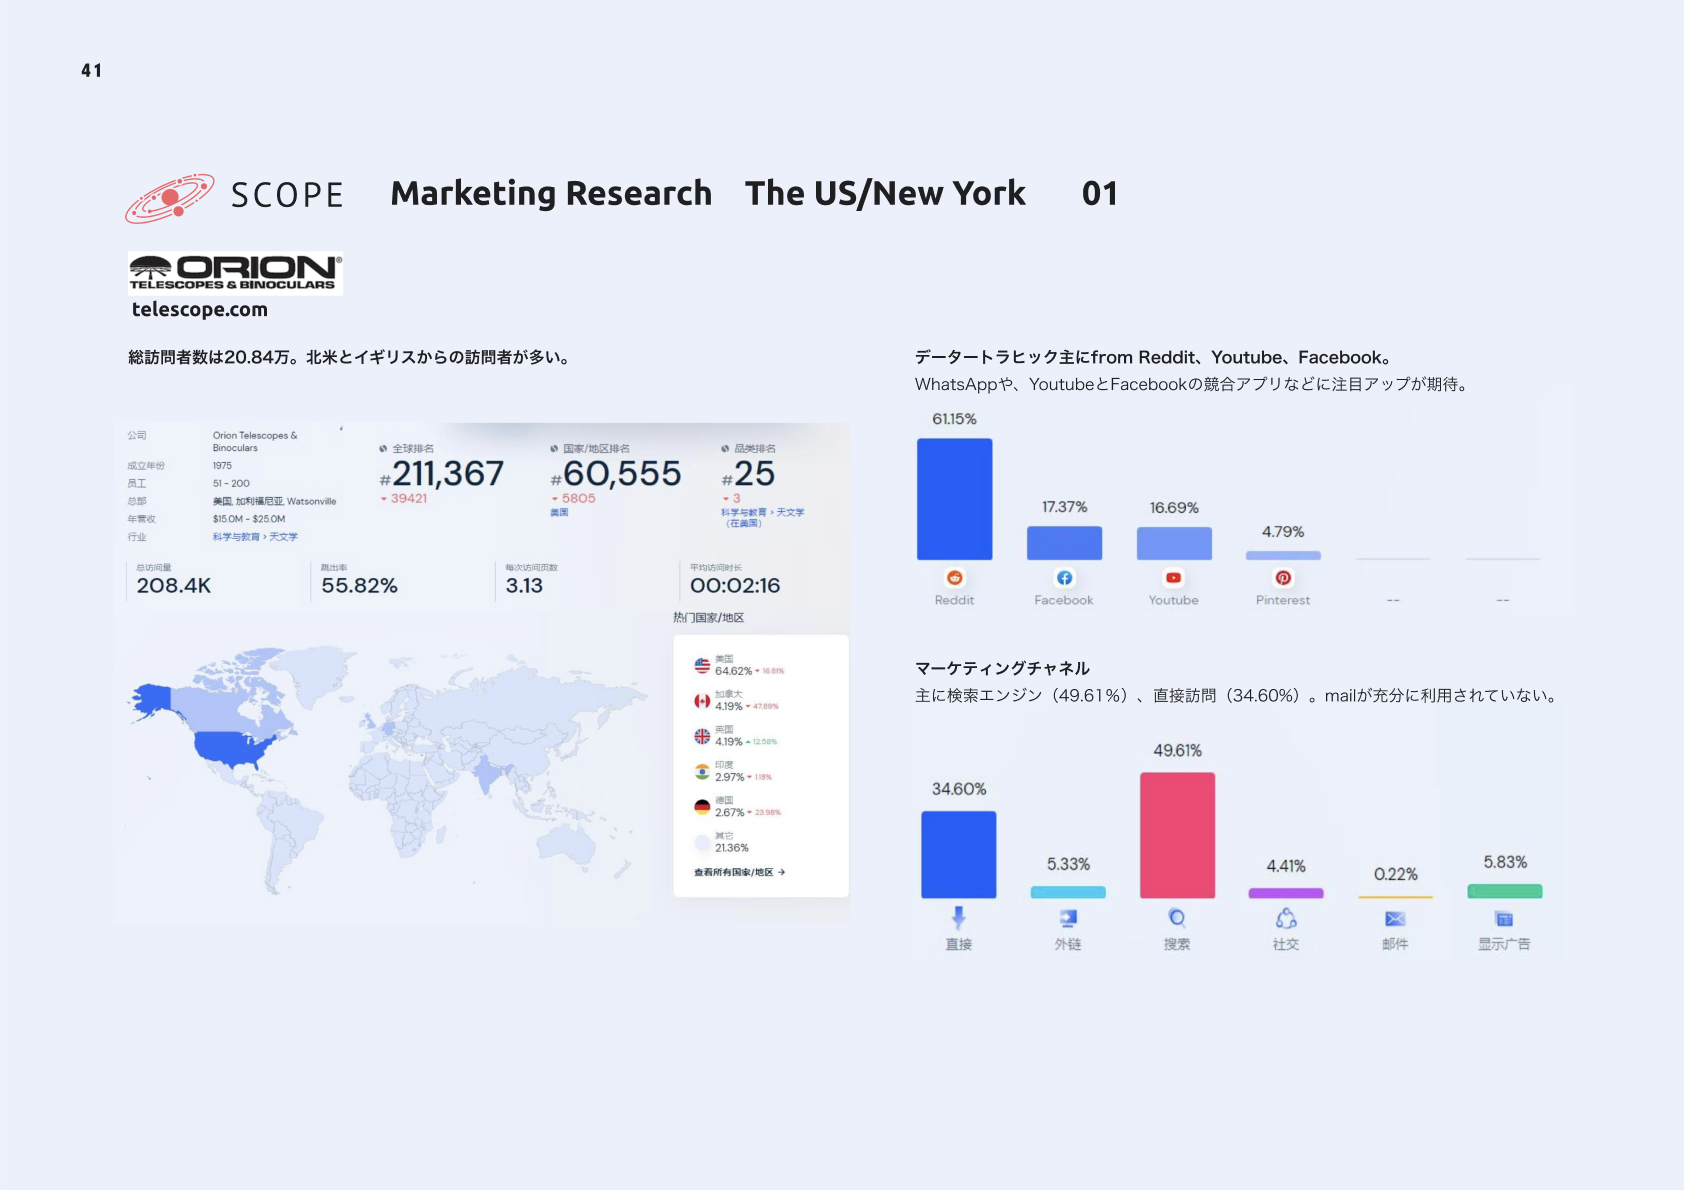 41
SCOPE
Marketing Research The US/New York 01
ORION®
TELESCOPES & BINOCULARS
telescope.com
総訪問者数は20.84万。北米とイギリスからの訪問者が多い。
公司 Orion Telescopes &
Binoculars
成立年份 1975
员工 51 - 200
总部 美国, 加利福尼亚, Watsonville
年营收 $15.0M - $25.0M
行业 科学与教育 > 天文学
全球排名
#211,367
39421
国家/地区排名
#60,555
5805
美国
品类排名
#25
3
科学与教育 > 天文学
(在美国)
总访问量
208.4K
跳出率
55.82%
每次访问页数
3.13
平均访问时长
00:02:16
热门国家/地区
美国
64.62% 16.81%
加拿大
4.19% 47.89%
英国
4.19% 12.58%
印度
2.97% 1.18%
德国
2.67% 23.98%
其它
21.36%
查看所有国家/地区 →
データートラヒック主にfrom Reddit、Youtube、Facebook。
WhatsAppや、YoutubeとFacebookの競合アプリなどに注目アップが期待。
61.15%
17.37%
16.69%
4.79%
Reddit
Facebook
Youtube
Pinterest
--
--
マーケティングチャネル
主に検索エンジン（49.61％）、直接訪問（34.60%）。mailが充分に利用されていない。
34.60%
5.33%
49.61%
4.41%
0.22%
5.83%
直接
外链
搜索
社交
邮件
显示广告